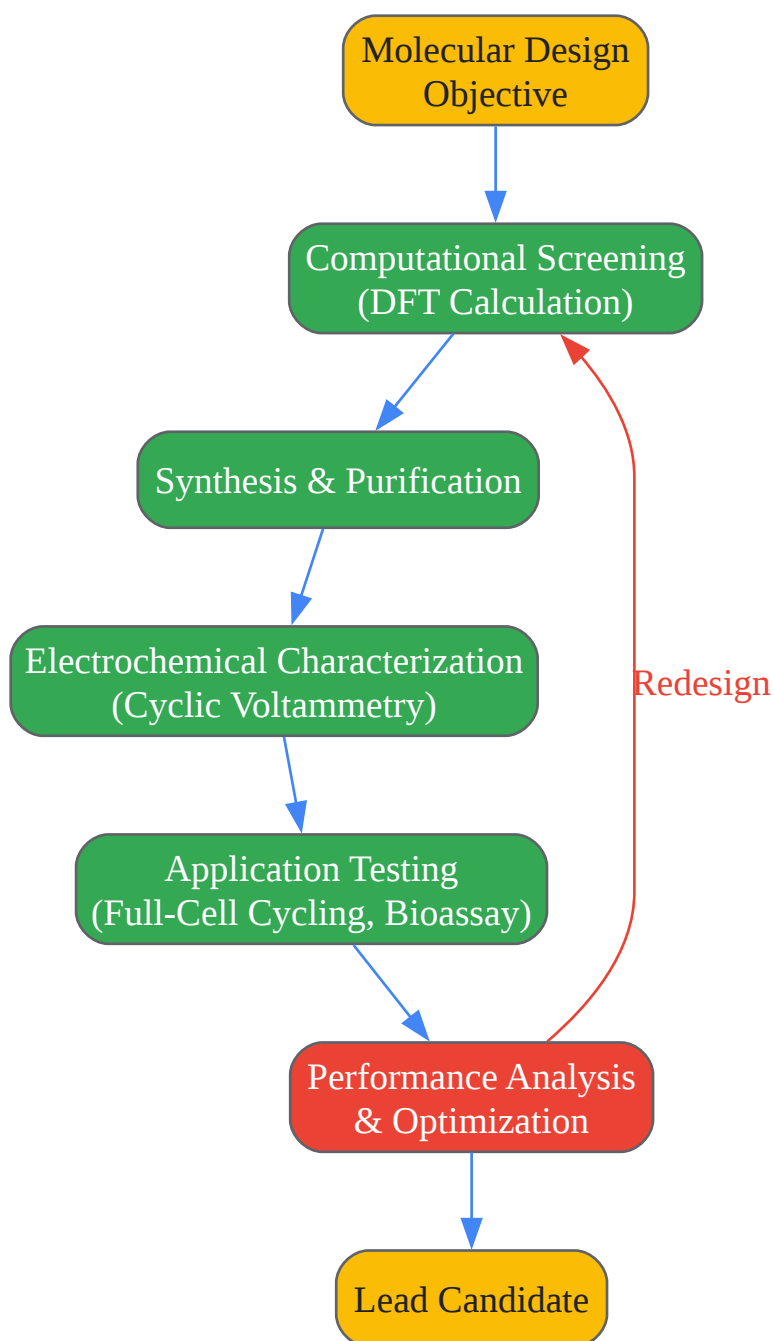 Molecular Design
Objective
Computational Screening
(DFT Calculation)
Synthesis & Purification
Electrochemical Characterization
(Cyclic Voltammetry)
Redesign
Application Testing
(Full-Cell Cycling, Bioassay)
Performance Analysis
& Optimization
Lead Candidate